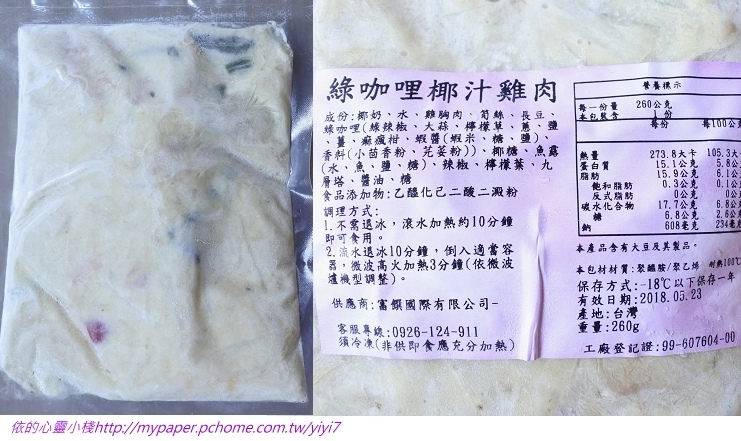 綠咖哩椰汁雞肉
成份:椰奶、水、雞胸肉、筍絲、長豆、
綠咖哩(綠辣椒、大蒜、檸檬草、蔥、鹽
、薑,痲瘋柑、蝦醬(蝦米、糖、鹽)、
香料(小茴香粉、芫荽粉))、椰糖、魚露
(水、魚、鹽、糖)、辣椒、檸檬葉、九
層塔、醬油、糖
食品添加物:乙醯化己二酸二澱粉
調理方式:
1.不需退冰,滾水加熱約10分鐘
即可食用。
2.流水退冰10分鐘,倒入適當容
器,微波高火加熱3分鐘(依微波
爐機型調整)。
供應商:富饌國際有限公司-
客服專線:0926-124-911
須冷凍(非供即食應充分加熱)
營養標示
每一份量 260公克
本包裝含 1份
每份 每100公
熱量 273.8大卡 105.3大
蛋白質 15.1公克 5.8公
脂肪 15.9公克 6.1公
飽和脂肪 0.3公克 0.1公
反式脂肪 0公克 0公
碳水化合物 17.7公克 6.8公
糖 6.8公克 2.6公
鈉 608毫克 234毫
本產品含有大豆及其製品。
本包材材質:聚醯胺/聚乙烯 耐熱100℃
保存方式:-18℃以下保存一年
有效日期:2018.05.23
產地:台灣
重量:260g
工廠登記證:99-607604-00
依的心靈小棧http://mypaper.pchome.com.tw/yiyi7